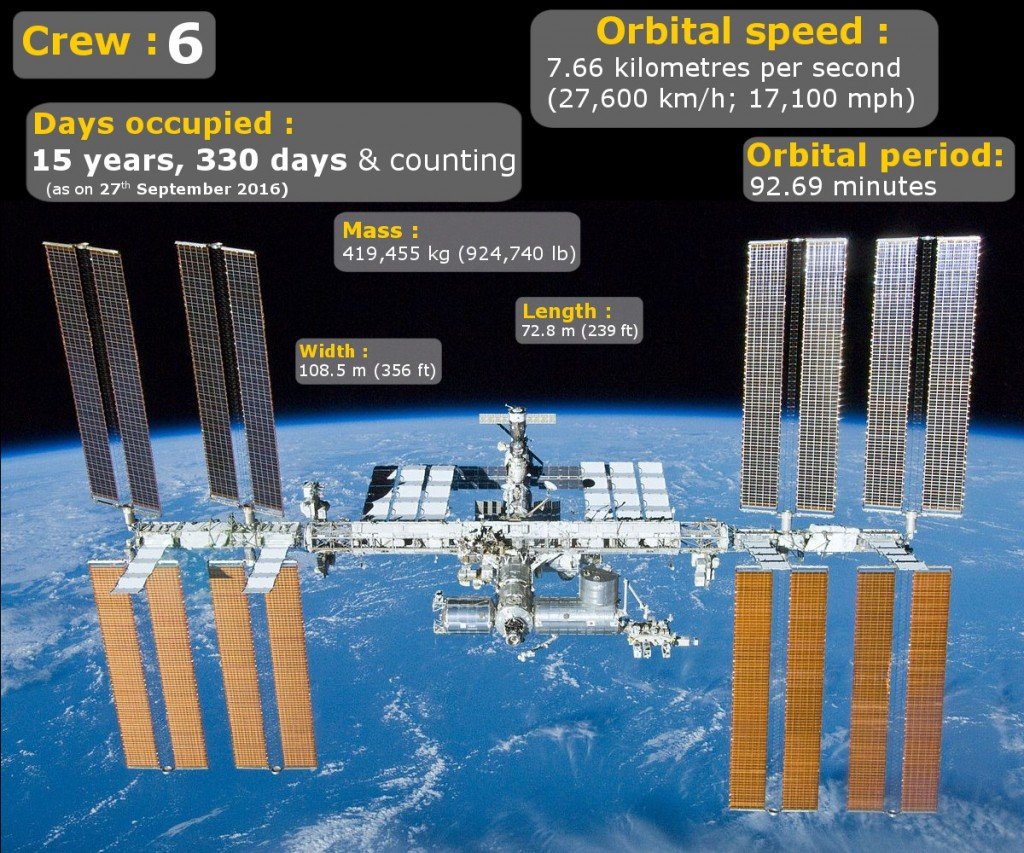 Crew : 6
Orbital speed :
7.66 kilometres per second
(27,600 km/h; 17,100 mph)
Days occupied :
15 years, 330 days & counting
(as on 27th September 2016)
Orbital period:
92.69 minutes
Mass :
419,455 kg (924,740 lb)
Length :
72.8 m (239 ft)
Width :
108.5 m (356 ft)